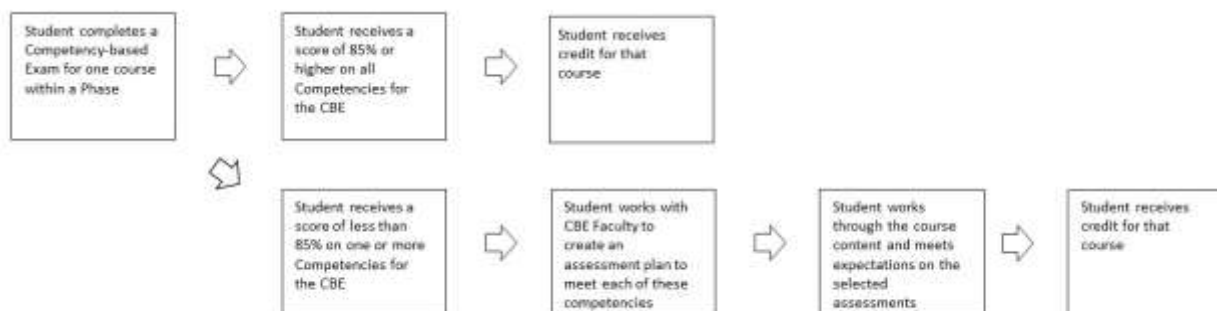 Student completes a
Competency-based
Exam for one course
within a Phase
Student receives a
score of 85% or
higher on all
Competencies for
the CBE
Student receives
credit for that
course
Student receives a
score of less than
85% on one or more
Competencies for
the CBE
Student works with
CBE Faculty to
create an
assessment plan to
meet each of these
competencies
Student works
through the course
content and meets
expectations on the
selected
assessments
Student receives
credit for that
course